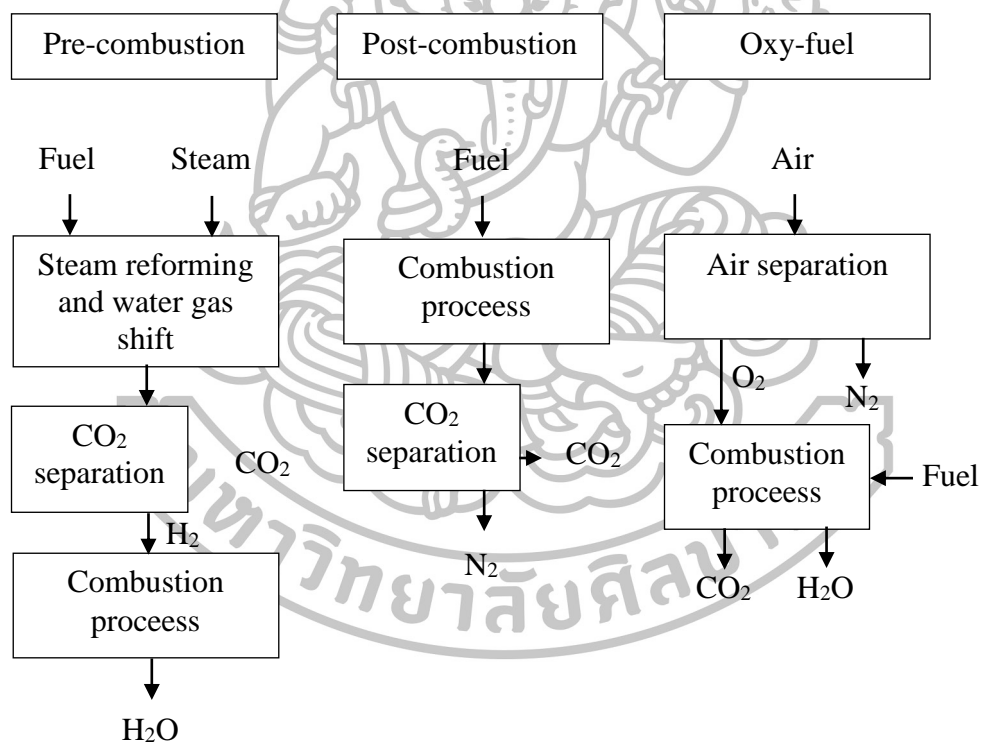 Pre-combustion
Post-combustion
Oxy-fuel
Fuel
Steam
Fuel
Air
Steam reforming
and water gas
shift
Combustion
proceess
Air separation
O₂
N₂
CO₂
separation
CO₂
CO₂
separation
CO₂
Combustion
proceess
Fuel
H₂
N₂
CO₂
H₂O
Combustion
proceess
H₂O